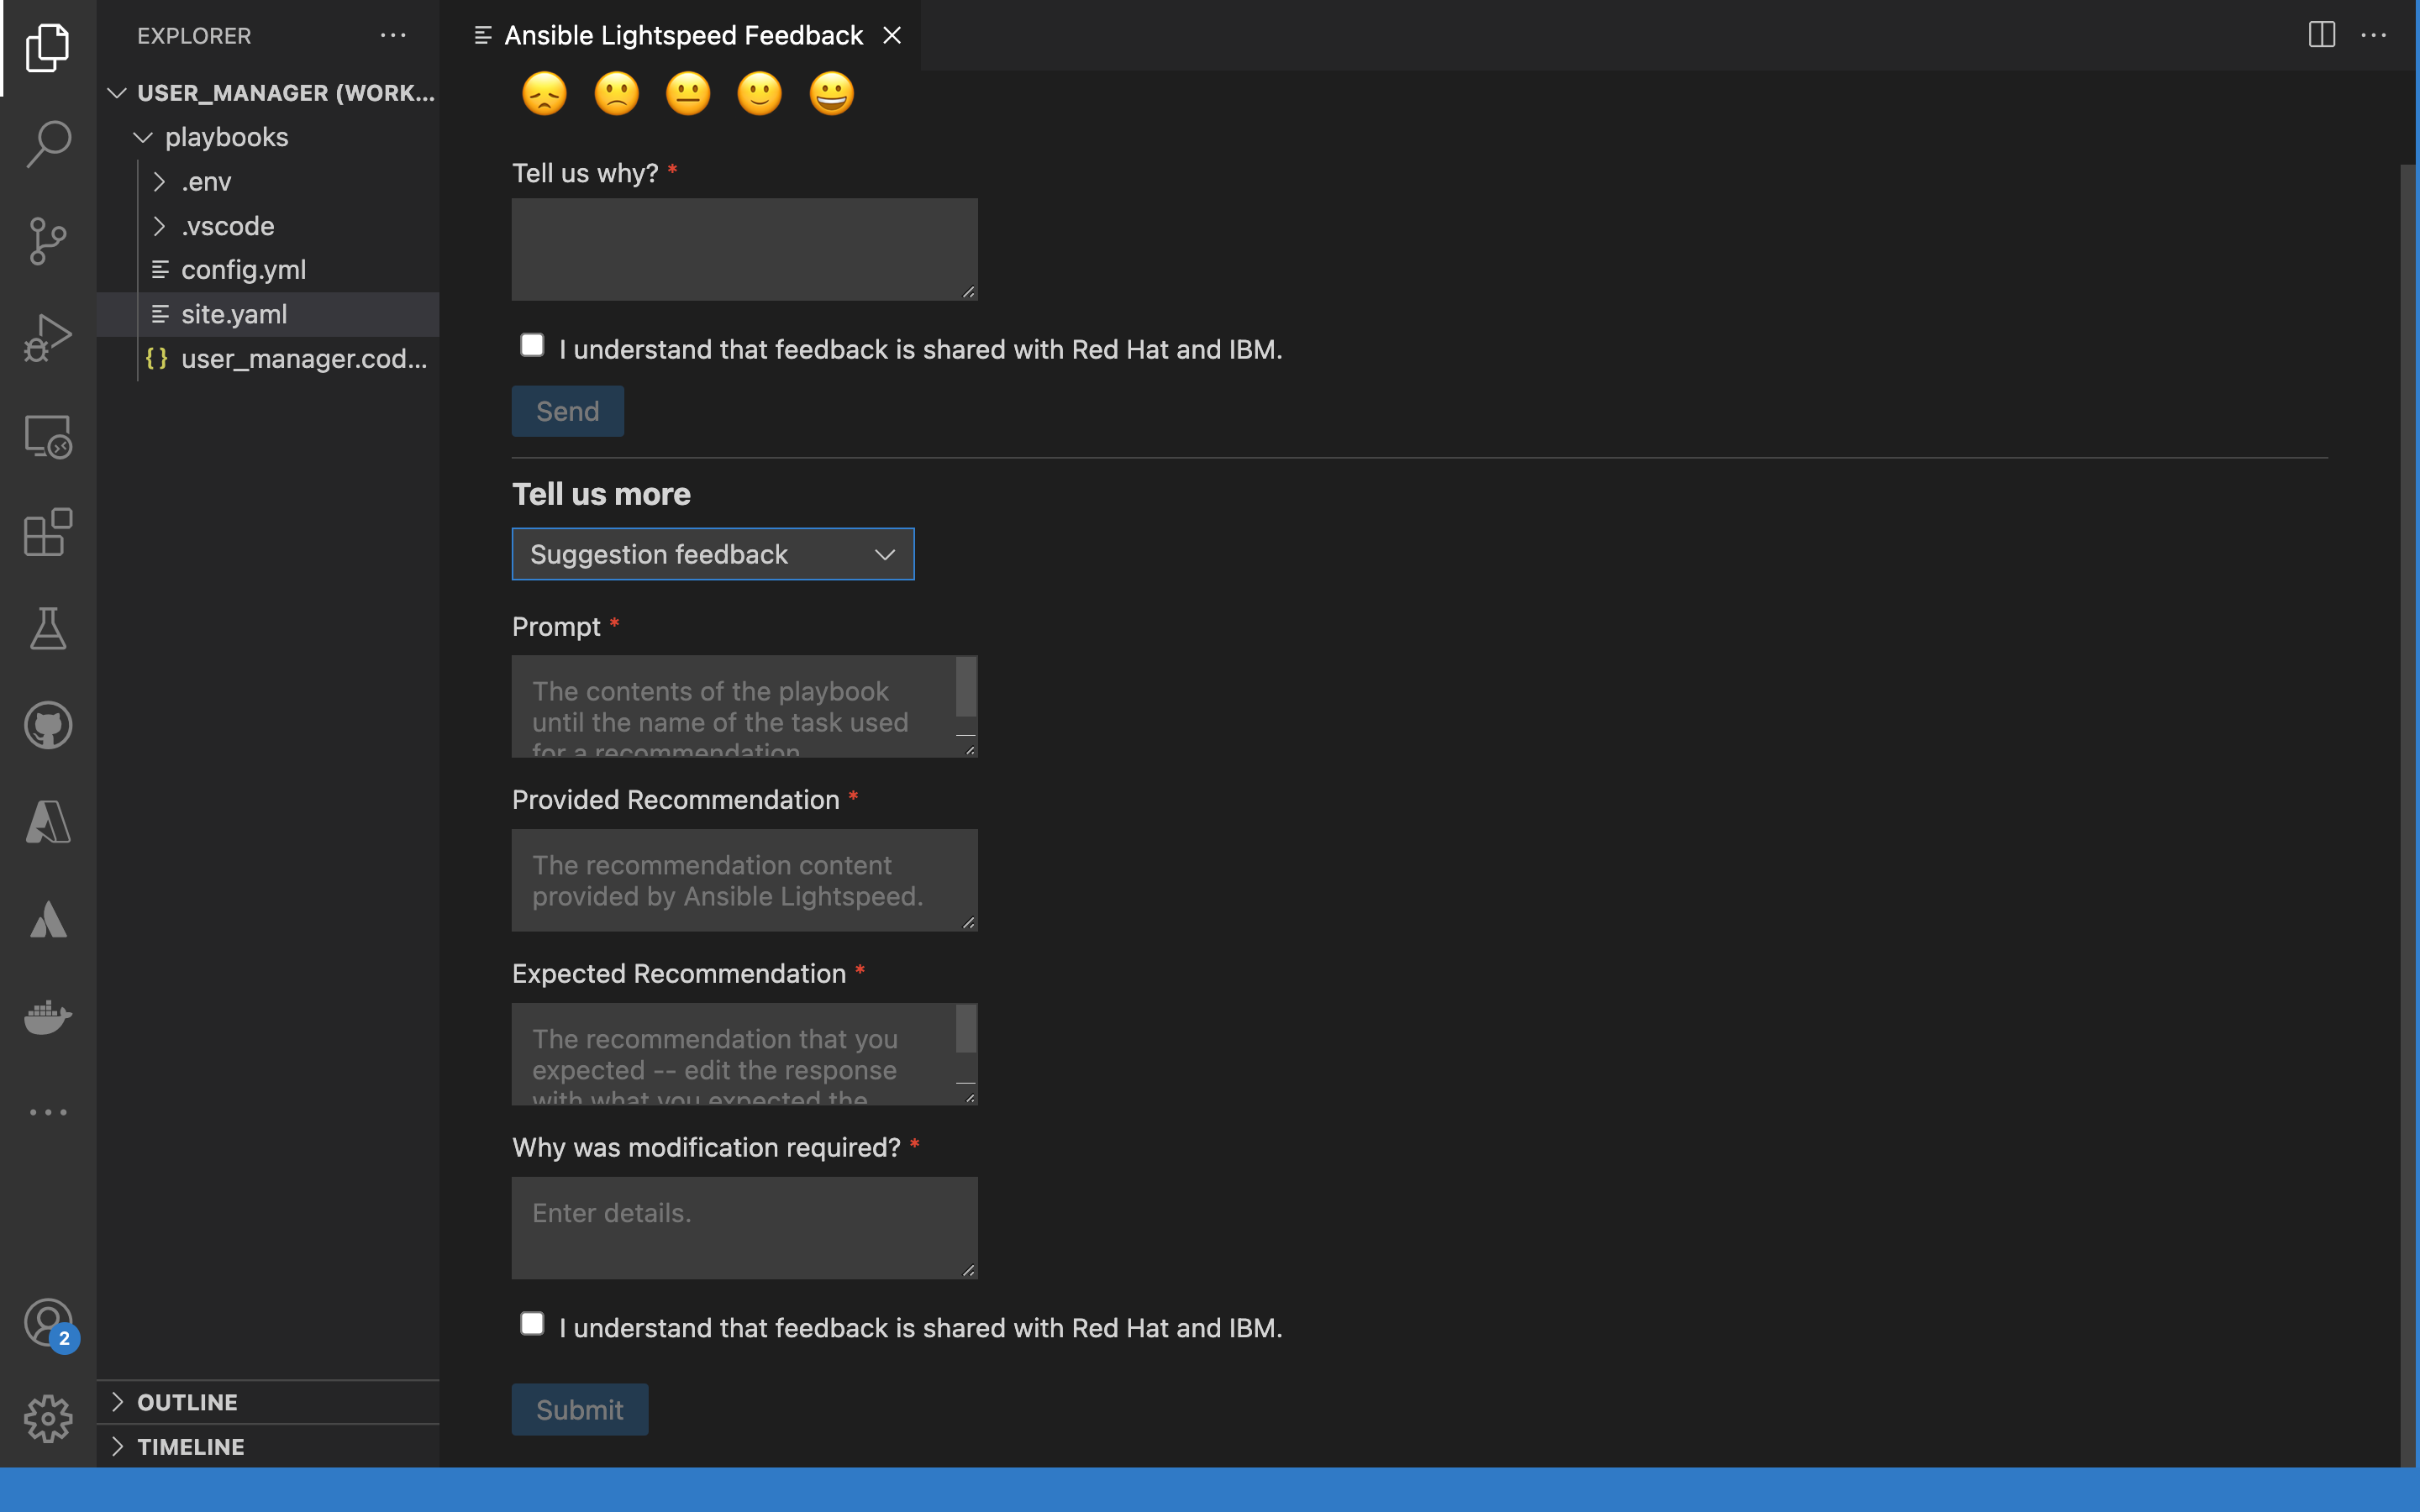 EXPLORER
USER_MANAGER (WORK...
playbooks
.env
.vscode
config.yml
site.yaml
{} user_manager.cod...
OUTLINE
TIMELINE
2
Ansible Lightspeed Feedback
Tell us why? *
I understand that feedback is shared with Red Hat and IBM.
Send
Tell us more
Suggestion feedback
Prompt *
The contents of the playbook
until the name of the task used
for a recommendation
Provided Recommendation *
The recommendation content
provided by Ansible Lightspeed.
Expected Recommendation *
The recommendation that you
expected -- edit the response
with what you expected the
Why was modification required? *
Enter details.
I understand that feedback is shared with Red Hat and IBM.
Submit